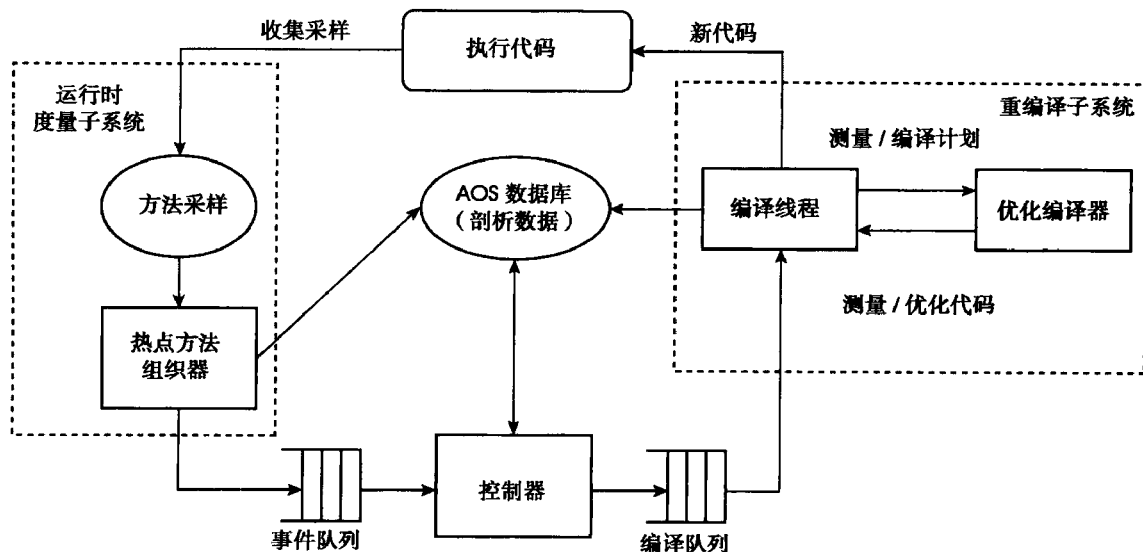 收集采样
执行代码
新代码
运行时
度量子系统
重编译子系统
测量 / 编译计划
方法采样
AOS 数据库
（剖析数据）
编译线程
优化编译器
测量 / 优化代码
热点方法
组织器
控制器
事件队列
编译队列